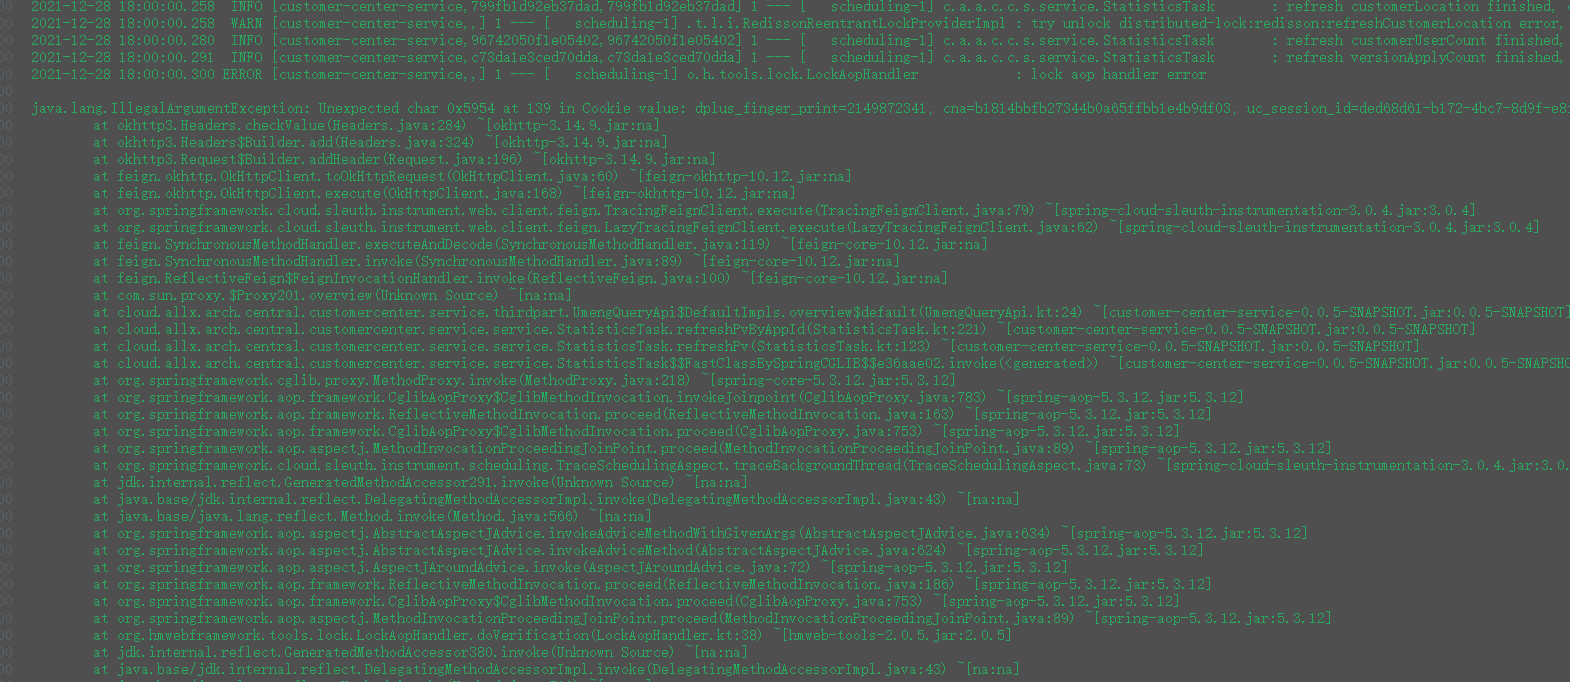 2021-12-28 18:00:00.258  INFO [customer-center-service,799fb1d92eb37dad,799fb1d92eb37dad] 1 --- [   scheduling-1] c.a.a.c.c.s.service.StatisticsTask       : refresh customerLocation finished,
2021-12-28 18:00:00.258  WARN [customer-center-service,,] 1 --- [   scheduling-1] .t.l.i.RedissonReentrantLockProviderImpl : try unlock distributed-lock:redisson:refreshCustomerLocation error,
2021-12-28 18:00:00.280  INFO [customer-center-service,96742050f1e05402,96742050f1e05402] 1 --- [   scheduling-1] c.a.a.c.c.s.service.StatisticsTask       : refresh customerUserCount finished,
2021-12-28 18:00:00.291  INFO [customer-center-service,c73da1e3ced70dda,c73da1e3ced70dda] 1 --- [   scheduling-1] c.a.a.c.c.s.service.StatisticsTask       : refresh versionApplyCount finished,
2021-12-28 18:00:00.300 ERROR [customer-center-service,,] 1 --- [   scheduling-1] o.h.tools.lock.LockAopHandler            : lock aop handler error
java.lang.IllegalArgumentException: Unexpected char 0x5954 at 139 in Cookie value: dplus_finger_print=2149872341; cna=b1814bbfb27344b0a65ffbb1e4b9df03; uc_session_id=ded68d61-b172-4bc7-8d9f-e8
at okhttp3.Headers.checkValue(Headers.java:284) ~[okhttp-3.14.9.jar:na]
at okhttp3.Headers$Builder.add(Headers.java:324) ~[okhttp-3.14.9.jar:na]
at okhttp3.Request$Builder.addHeader(Request.java:196) ~[okhttp-3.14.9.jar:na]
at feign.okhttp.OkHttpClient.toOkHttpRequest(OkHttpClient.java:60) ~[feign-okhttp-10.12.jar:na]
at feign.okhttp.OkHttpClient.execute(OkHttpClient.java:168) ~[feign-okhttp-10.12.jar:na]
at org.springframework.cloud.sleuth.instrument.web.client.feign.TracingFeignClient.execute(TracingFeignClient.java:79) ~[spring-cloud-sleuth-instrumentation-3.0.4.jar:3.0.4]
at org.springframework.cloud.sleuth.instrument.web.client.feign.LazyTracingFeignClient.execute(LazyTracingFeignClient.java:62) ~[spring-cloud-sleuth-instrumentation-3.0.4.jar:3.0.4]
at feign.SynchronousMethodHandler.executeAndDecode(SynchronousMethodHandler.java:119) ~[feign-core-10.12.jar:na]
at feign.SynchronousMethodHandler.invoke(SynchronousMethodHandler.java:89) ~[feign-core-10.12.jar:na]
at feign.ReflectiveFeign$FeignInvocationHandler.invoke(ReflectiveFeign.java:100) ~[feign-core-10.12.jar:na]
at com.sun.proxy.$Proxy201.overview(Unknown Source) ~[na:na]
at cloud.allx.arch.central.customercenter.service.thirdpart.UmengQueryApi$DefaultImpls.overview$default(UmengQueryApi.kt:24) ~[customer-center-service-0.0.5-SNAPSHOT.jar:0.0.5-SNAPSHOT]
at cloud.allx.arch.central.customercenter.service.service.StatisticsTask.refreshPvByAppId(StatisticsTask.kt:221) ~[customer-center-service-0.0.5-SNAPSHOT.jar:0.0.5-SNAPSHOT]
at cloud.allx.arch.central.customercenter.service.service.StatisticsTask.refreshPv(StatisticsTask.kt:123) ~[customer-center-service-0.0.5-SNAPSHOT.jar:0.0.5-SNAPSHOT]
at cloud.allx.arch.central.customercenter.service.service.StatisticsTask$$FastClassBySpringCGLIB$$e36aae02.invoke(<generated>) ~[customer-center-service-0.0.5-SNAPSHOT.jar:0.0.5-SNAPSHO
at org.springframework.cglib.proxy.MethodProxy.invoke(MethodProxy.java:218) ~[spring-core-5.3.12.jar:5.3.12]
at org.springframework.aop.framework.CglibAopProxy$CglibMethodInvocation.invokeJoinpoint(CglibAopProxy.java:783) ~[spring-aop-5.3.12.jar:5.3.12]
at org.springframework.aop.framework.ReflectiveMethodInvocation.proceed(ReflectiveMethodInvocation.java:163) ~[spring-aop-5.3.12.jar:5.3.12]
at org.springframework.aop.framework.CglibAopProxy$CglibMethodInvocation.proceed(CglibAopProxy.java:753) ~[spring-aop-5.3.12.jar:5.3.12]
at org.springframework.aop.aspectj.MethodInvocationProceedingJoinPoint.proceed(MethodInvocationProceedingJoinPoint.java:89) ~[spring-aop-5.3.12.jar:5.3.12]
at org.springframework.cloud.sleuth.instrument.scheduling.TraceSchedulingAspect.traceBackgroundThread(TraceSchedulingAspect.java:73) ~[spring-cloud-sleuth-instrumentation-3.0.4.jar:3.0.
at jdk.internal.reflect.GeneratedMethodAccessor291.invoke(Unknown Source) ~[na:na]
at java.base/jdk.internal.reflect.DelegatingMethodAccessorImpl.invoke(DelegatingMethodAccessorImpl.java:43) ~[na:na]
at java.base/java.lang.reflect.Method.invoke(Method.java:566) ~[na:na]
at org.springframework.aop.aspectj.AbstractAspectJAdvice.invokeAdviceMethodWithGivenArgs(AbstractAspectJAdvice.java:634) ~[spring-aop-5.3.12.jar:5.3.12]
at org.springframework.aop.aspectj.AbstractAspectJAdvice.invokeAdviceMethod(AbstractAspectJAdvice.java:624) ~[spring-aop-5.3.12.jar:5.3.12]
at org.springframework.aop.aspectj.AspectJAroundAdvice.invoke(AspectJAroundAdvice.java:72) ~[spring-aop-5.3.12.jar:5.3.12]
at org.springframework.aop.framework.ReflectiveMethodInvocation.proceed(ReflectiveMethodInvocation.java:186) ~[spring-aop-5.3.12.jar:5.3.12]
at org.springframework.aop.framework.CglibAopProxy$CglibMethodInvocation.proceed(CglibAopProxy.java:753) ~[spring-aop-5.3.12.jar:5.3.12]
at org.springframework.aop.aspectj.MethodInvocationProceedingJoinPoint.proceed(MethodInvocationProceedingJoinPoint.java:89) ~[spring-aop-5.3.12.jar:5.3.12]
at org.hmwebframework.tools.lock.LockAopHandler.doVerification(LockAopHandler.kt:38) ~[hmweb-tools-2.0.5.jar:2.0.5]
at jdk.internal.reflect.GeneratedMethodAccessor380.invoke(Unknown Source) ~[na:na]
at java.base/jdk.internal.reflect.DelegatingMethodAccessorImpl.invoke(DelegatingMethodAccessorImpl.java:43) ~[na:na]